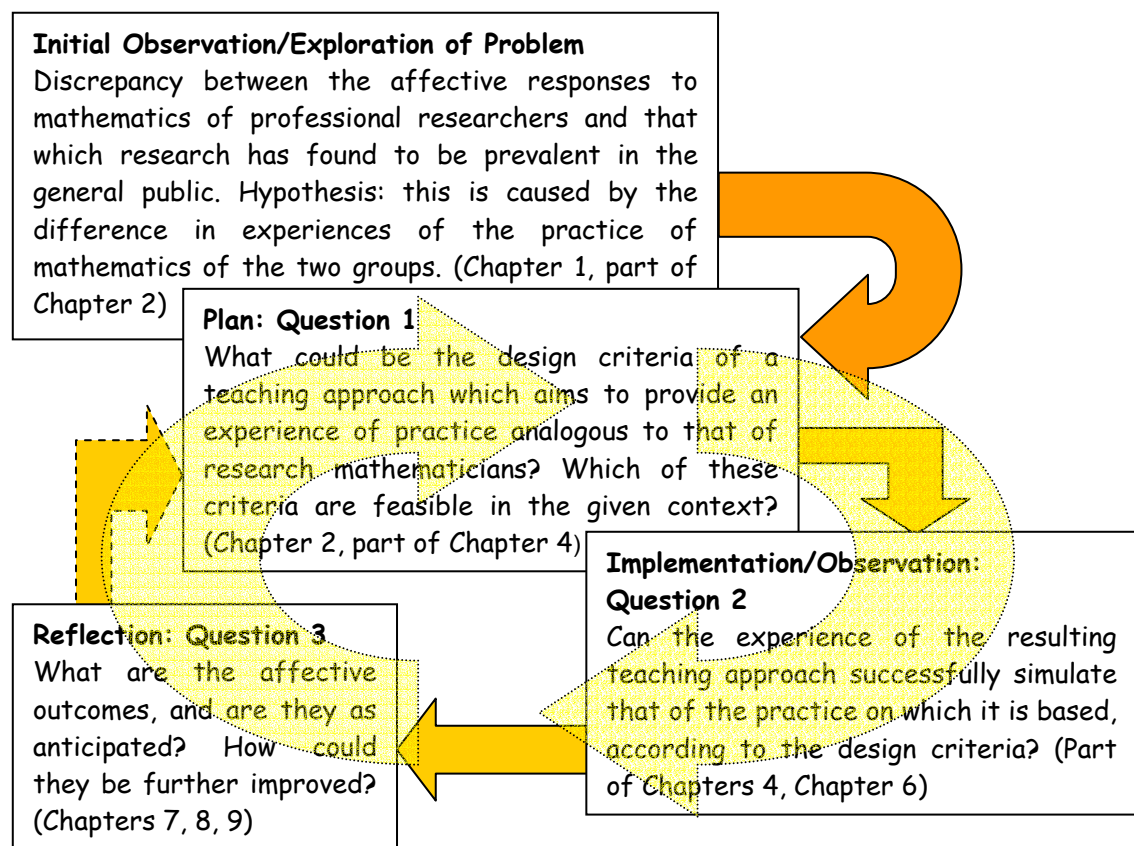 Initial Observation/Exploration of Problem
Discrepancy between the affective responses to
mathematics of professional researchers and that
which research has found to be prevalent in the
general public. Hypothesis: this is caused by the
difference in experiences of the practice of
mathematics of the two groups. (Chapter 1, part of
Chapter 2)
Plan: Question 1
What could be the design criteria of a
teaching approach which aims to provide an
experience of practice analogous to that of
research mathematicians? Which of these
criteria are feasible in the given context?
(Chapter 2, part of Chapter 4)
Implementation/Observation:
Question 2
Can the experience of the resulting
teaching approach successfully simulate
that of the practice on which it is based,
according to the design criteria? (Part
of Chapters 4, Chapter 6)
Reflection: Question 3
What are the affective
outcomes, and are they as
anticipated? How could
they be further improved?
(Chapters 7, 8, 9)